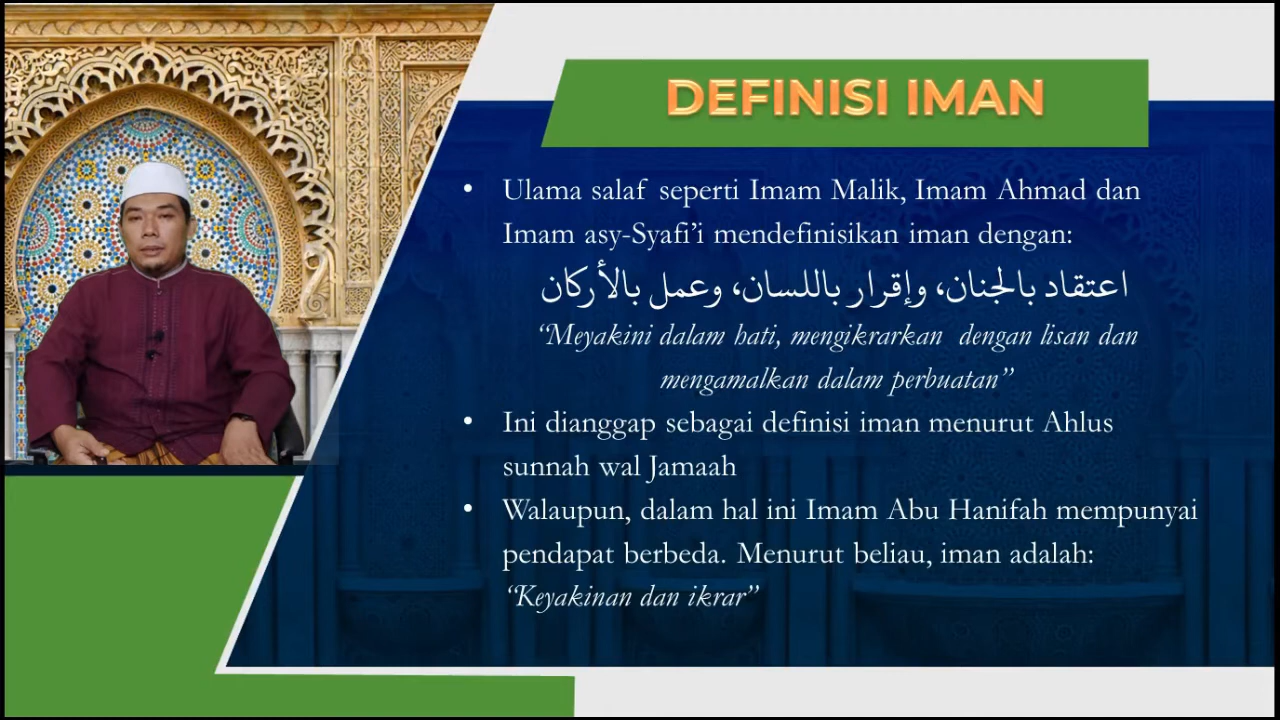 DEFINISI IMAN
• Ulama salaf seperti Imam Malik, Imam Ahmad dan
Imam asy-Syafi’i mendefinisikan iman dengan:
اعتقاد بالجنان، وإقرار باللسان، وعمل بالأركان
“Meyakini dalam hati, mengikrarkan dengan lisan dan
mengamalkan dalam perbuatan”
• Ini dianggap sebagai definisi iman menurut Ahlus
sunnah wal Jamaah
• Walaupun, dalam hal ini Imam Abu Hanifah mempunyai
pendapat berbeda. Menurut beliau, iman adalah:
“Keyakinan dan ikrar”